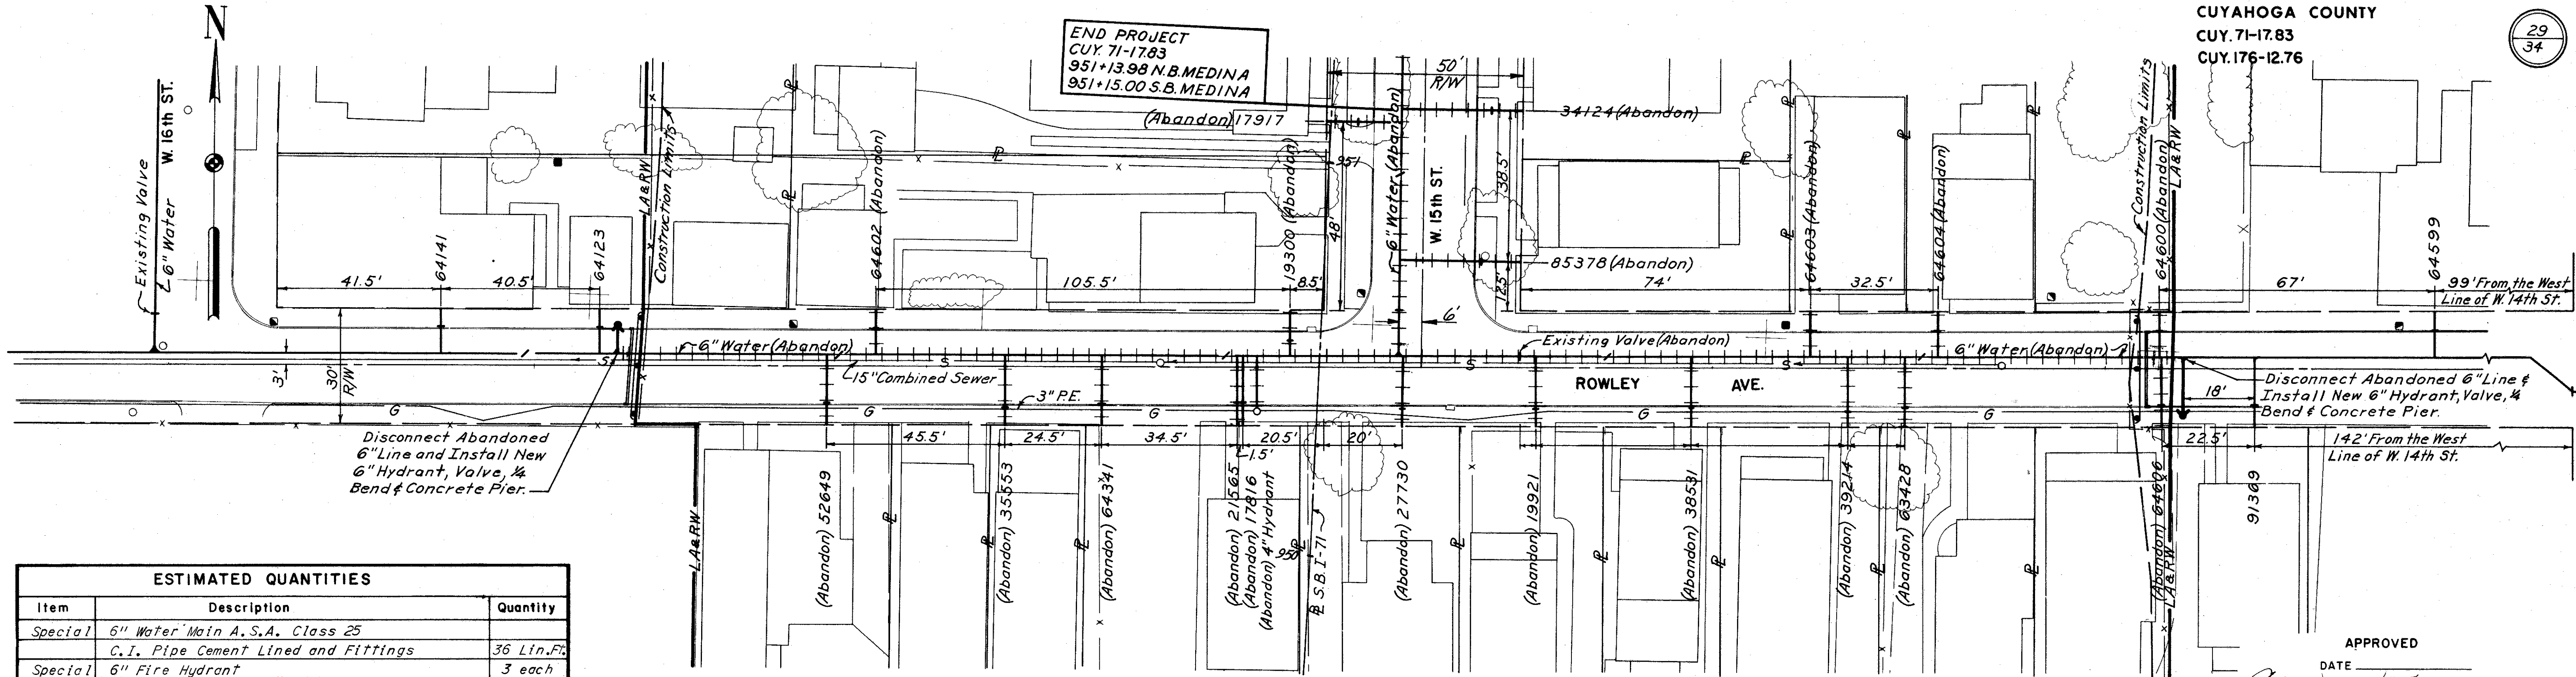 CUYAHOGA COUNTY
CUY. 71-17.83
CUY. 176-12.76
29
34
N
END PROJECT
CUY. 71-17.83
951+13.98 N.B. MEDINA
951+15.00 S.B. MEDINA
50'
R/W
W. 16th ST.
Existing Valve
6" Water
(Abandon) 17917
34124 (Abandon)
951
48'
6" Water (Abandon)
W. 15th ST.
38.5'
12.5'
85378 (Abandon)
LA & RW
Construction Limits
64141
64123
64602 (Abandon)
19300 (Abandon)
64603 (Abandon)
64604 (Abandon)
Construction Limits
64600 (Abandon)
LA & RW
64599
41.5'
40.5'
105.5'
8.5'
74'
32.5'
67'
99' From the West
Line of W. 14th St.
6'
3'
30'
R/W
S
6" Water (Abandon)
15" Combined Sewer
S
Existing Valve (Abandon)
S
S
6" Water (Abandon)
ROWLEY AVE.
3" P.E.
G
G
G
G
G
G
18'
Disconnect Abandoned 6" Line &
Install New 6" Hydrant, Valve, ¼
Bend & Concrete Pier.
Disconnect Abandoned
6" Line and Install New
6" Hydrant, Valve, ¼
Bend & Concrete Pier.
45.5'
24.5'
34.5'
1.5'
20.5'
20'
22.5'
142' From the West
Line of W. 14th St.
LA & RW
(Abandon) 52649
(Abandon) 35553
(Abandon) 64341
(Abandon) 21565
(Abandon) 17816
(Abandon) 4" Hydrant
950
S.B. I-71
(Abandon) 27730
(Abandon) 19921
(Abandon) 38531
(Abandon) 39214
(Abandon) 63428
(Abandon) 64606
LA & RW
91369
ESTIMATED QUANTITIES
Item Description Quantity
Special 6" Water Main A.S.A. Class 25
C.I. Pipe Cement Lined and Fittings 36 Lin.Ft.
Special 6" Fire Hydrant 3 each
APPROVED
DATE